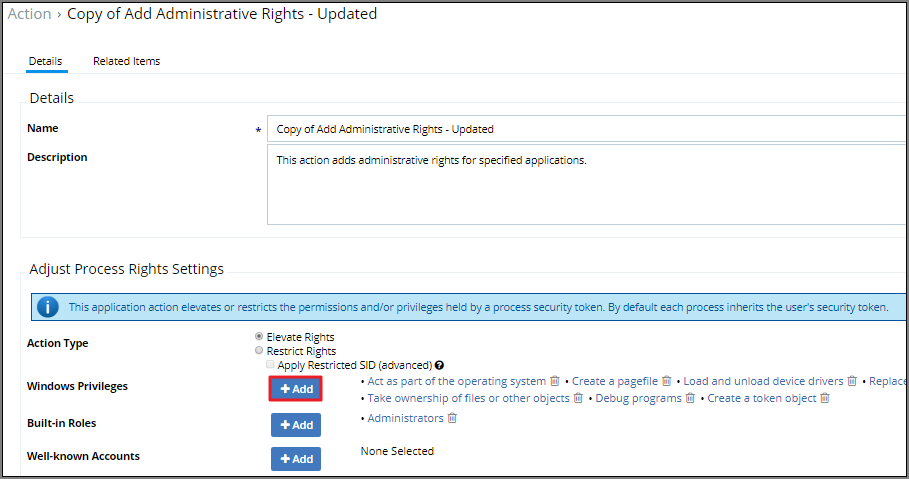 Action › Copy of Add Administrative Rights - Updated
Details Related Items
Details
Name * Copy of Add Administrative Rights - Updated
Description This action adds administrative rights for specified applications.
Adjust Process Rights Settings
i This application action elevates or restricts the permissions and/or privileges held by a process security token. By default each process inherits the user's security token.
Action Type Elevate Rights
Restrict Rights
Apply Restricted SID (advanced) ?
Windows Privileges + Add • Act as part of the operating system • Create a pagefile • Load and unload device drivers • Replace
• Take ownership of files or other objects • Debug programs • Create a token object
Built-in Roles + Add • Administrators
Well-known Accounts + Add None Selected